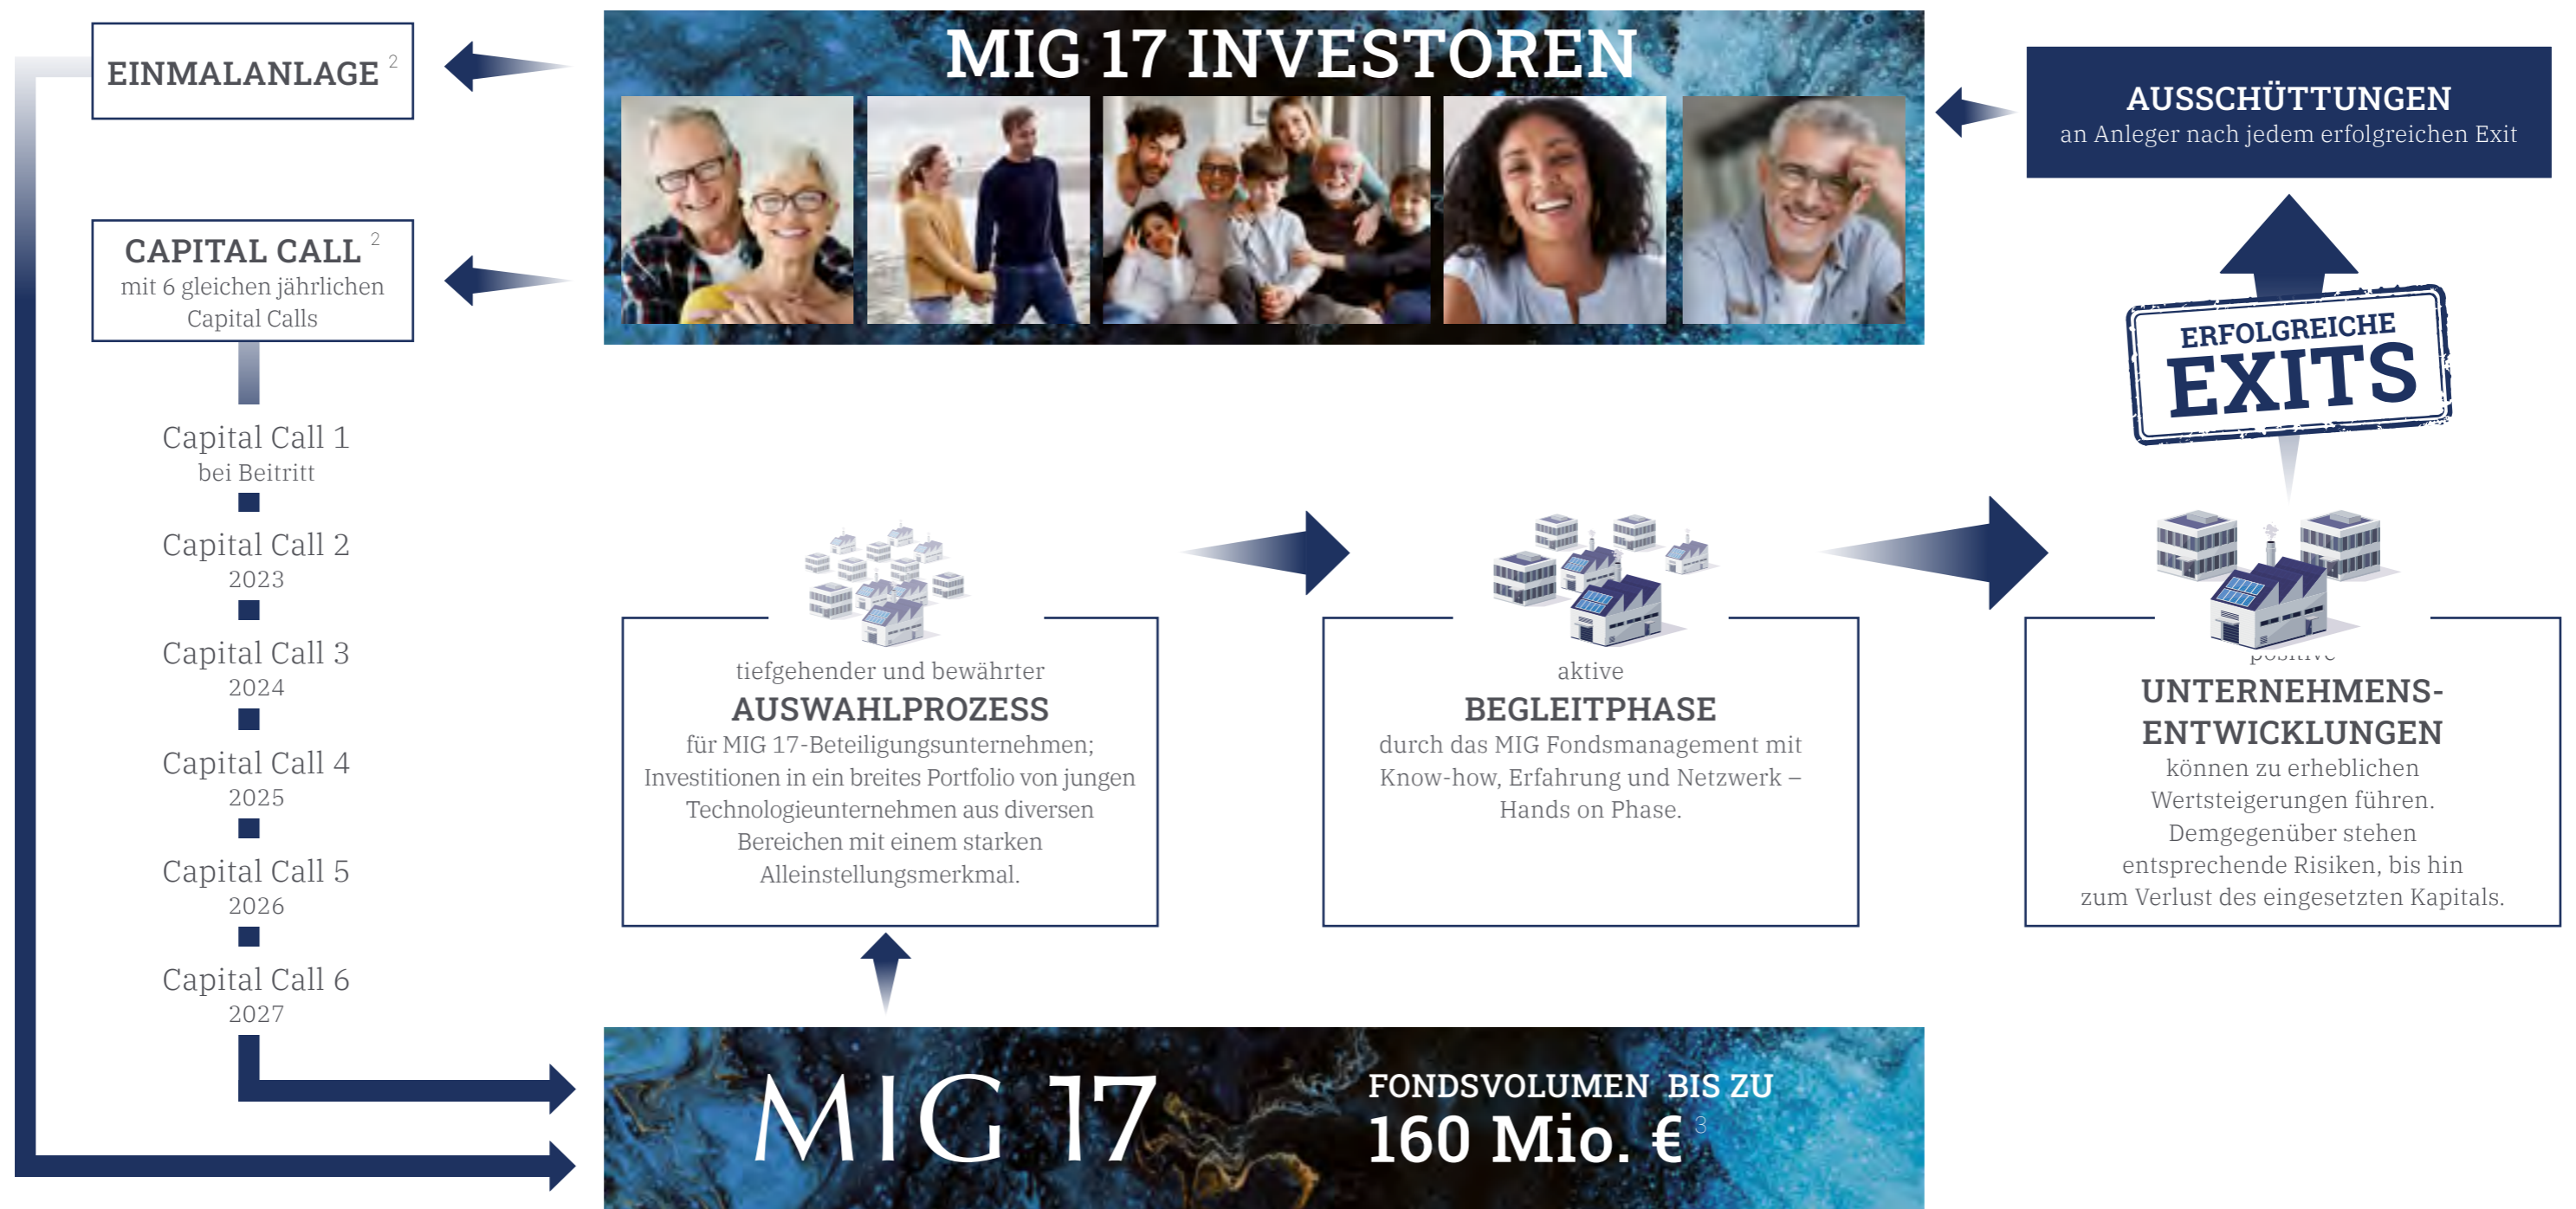 EINMALANLAGE 2
MIG 17 INVESTOREN
AUSSCHÜTTUNGEN
an Anleger nach jedem erfolgreichen Exit
CAPITAL CALL 2
mit 6 gleichen jährlichen
Capital Calls
ERFOLGREICHE
EXITS
Capital Call 1
bei Beitritt
Capital Call 2
2023
Capital Call 3
2024
Capital Call 4
2025
Capital Call 5
2026
Capital Call 6
2027
tiefgehender und bewährter
AUSWAHLPROZESS
für MIG 17-Beteiligungsunternehmen;
Investitionen in ein breites Portfolio von jungen
Technologieunternehmen aus diversen
Bereichen mit einem starken
Alleinstellungsmerkmal.
aktive
BEGLEITPHASE
durch das MIG Fondsmanagement mit
Know-how, Erfahrung und Netzwerk –
Hands on Phase.
positive
UNTERNEHMENS-
ENTWICKLUNGEN
können zu erheblichen
Wertsteigerungen führen.
Demgegenüber stehen
entsprechende Risiken, bis hin
zum Verlust des eingesetzten Kapitals.
MIG 17
FONDSVOLUMEN BIS ZU
160 Mio. € 3